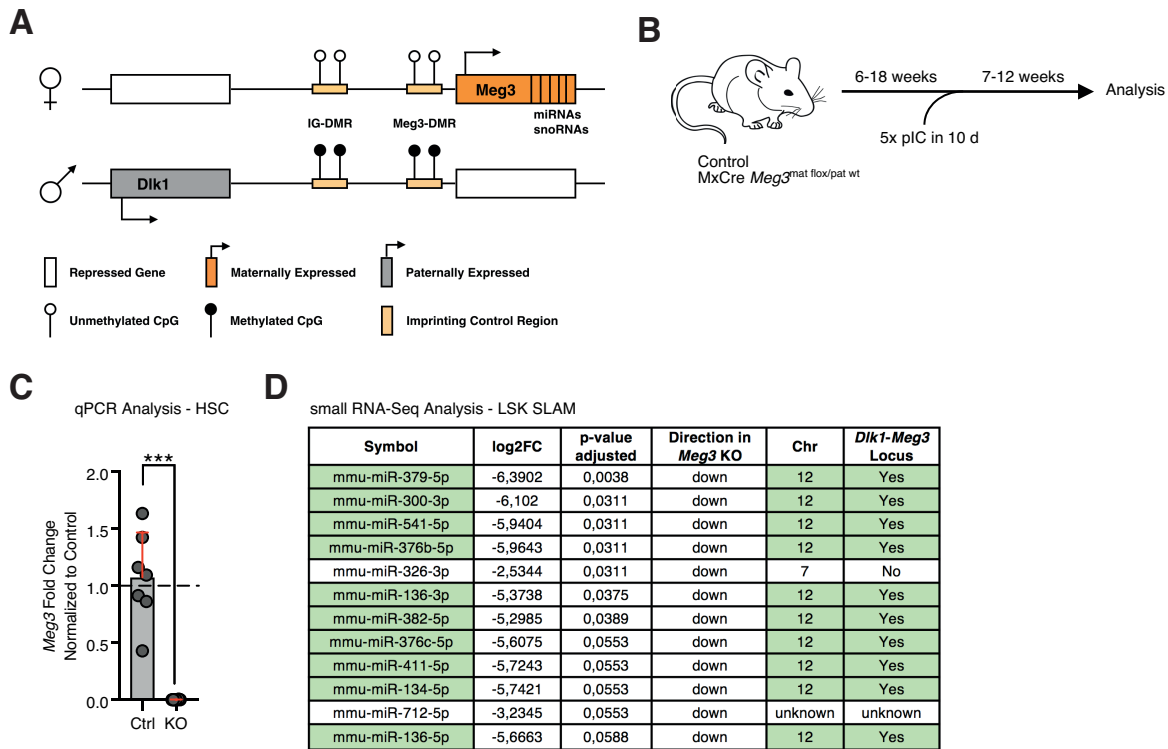 A
Meg3
miRNAs
snoRNAs
IG-DMR
Meg3-DMR
Dlk1
Repressed Gene
Maternally Expressed
Paternally Expressed
Unmethylated CpG
Methylated CpG
Imprinting Control Region
B
6-18 weeks
7-12 weeks
Analysis
5x pIC in 10 d
Control
MxCre Meg3mat flox/pat wt
C
qPCR Analysis - HSC
***
Meg3 Fold Change
Normalized to Control
2.0
1.5
1.0
0.5
0.0
Ctrl KO
D
small RNA-Seq Analysis - LSK SLAM
Symbol log2FC p-value adjusted Direction in Meg3 KO Chr Dlk1-Meg3 Locus
mmu-miR-379-5p -6,3902 0,0038 down 12 Yes
mmu-miR-300-3p -6,102 0,0311 down 12 Yes
mmu-miR-541-5p -5,9404 0,0311 down 12 Yes
mmu-miR-376b-5p -5,9643 0,0311 down 12 Yes
mmu-miR-326-3p -2,5344 0,0311 down 7 No
mmu-miR-136-3p -5,3738 0,0375 down 12 Yes
mmu-miR-382-5p -5,2985 0,0389 down 12 Yes
mmu-miR-376c-5p -5,6075 0,0553 down 12 Yes
mmu-miR-411-5p -5,7243 0,0553 down 12 Yes
mmu-miR-134-5p -5,7421 0,0553 down 12 Yes
mmu-miR-712-5p -3,2345 0,0553 down unknown unknown
mmu-miR-136-5p -5,6663 0,0588 down 12 Yes